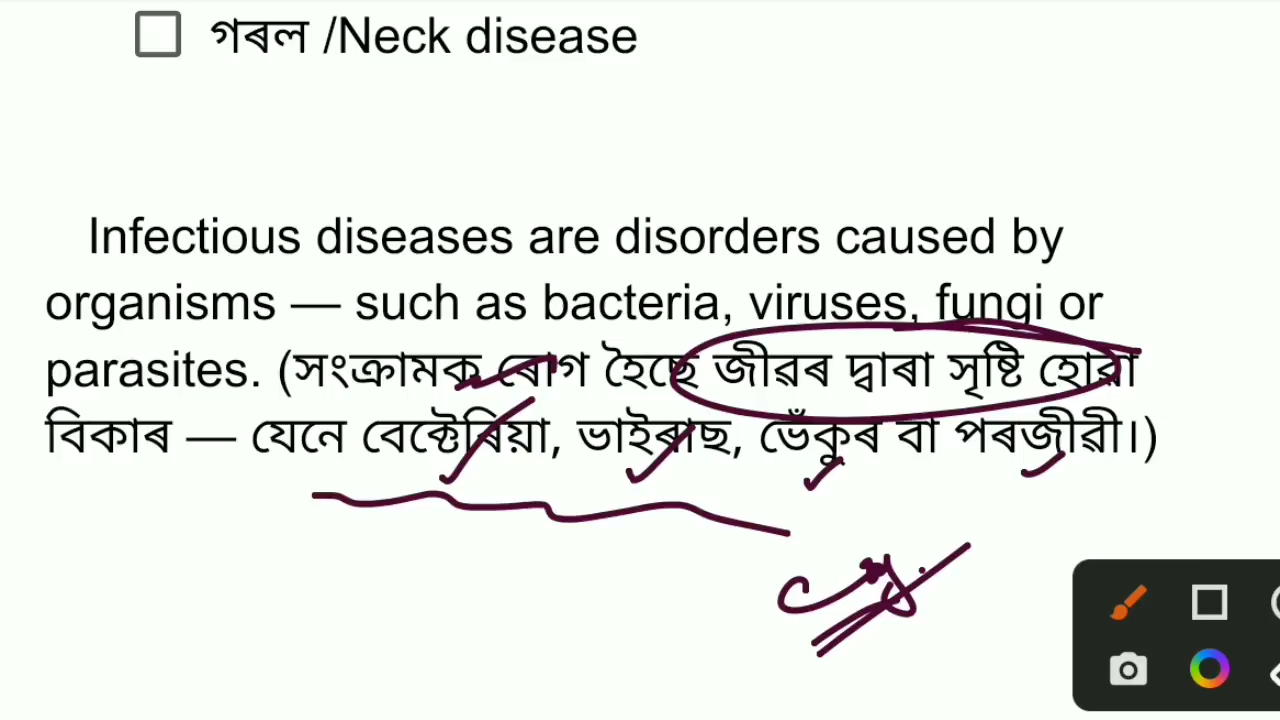 গৰল /Neck disease
Infectious diseases are disorders caused by
organisms — such as bacteria, viruses, fungi or
parasites. (সংক্ৰামক ৰোগ হৈছে জীৱৰ দ্বাৰা সৃষ্টি হোৱা
বিকাৰ — যেনে বেক্টেৰিয়া, ভাইৰাছ, ভেঁকুৰ বা পৰজীৱী।)